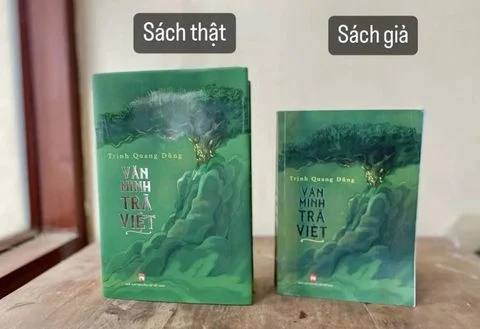 Sách thật
Sách giả
Trịnh Quang Dũng
VĂN
MINH
TRÀ
VIỆT
Trịnh Quang Dũng
VĂN
MINH
TRÀ
VIỆT